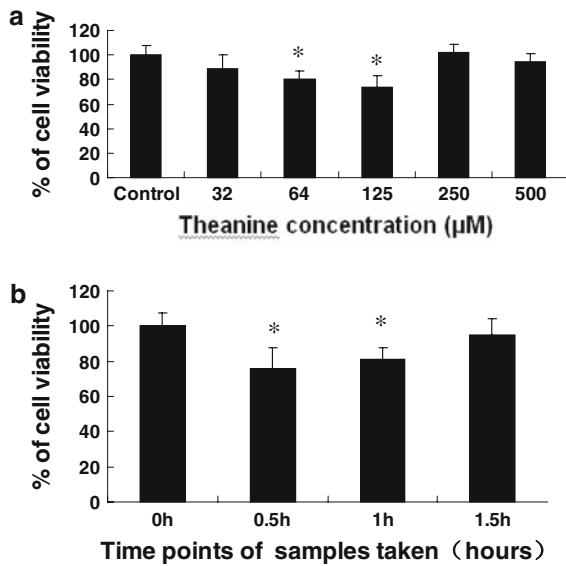 a
120
100
80
60
40
20
0
% of cell viability
* *
Control 32 64 125 250 500
Theanine concentration (µM)
b
120
100
80
60
40
20
0
% of cell viability
* *
0h 0.5h 1h 1.5h
Time points of samples taken（hours）